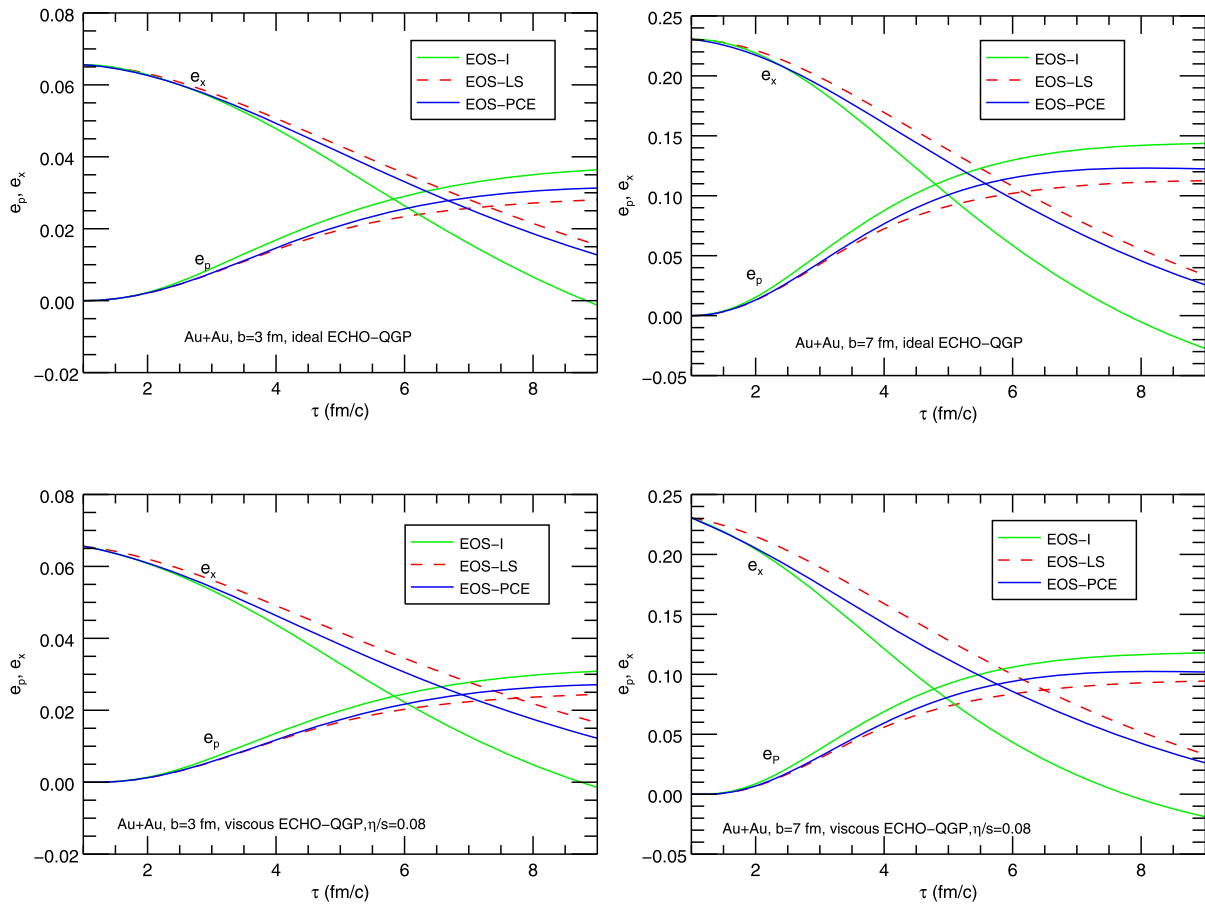 0.08
0.06
0.04
0.02
0.00
−0.02
e_p, e_x
EOS−I
EOS−LS
EOS−PCE
e_x
e_p
Au+Au, b=3 fm, ideal ECHO−QGP
2 4 6 8
τ (fm/c)
0.25
0.20
0.15
0.10
0.05
0.00
−0.05
e_p, e_x
EOS−I
EOS−LS
EOS−PCE
e_x
e_p
Au+Au, b=7 fm, ideal ECHO−QGP
2 4 6 8
τ (fm/c)
0.08
0.06
0.04
0.02
0.00
−0.02
e_p, e_x
EOS−I
EOS−LS
EOS−PCE
e_x
e_p
Au+Au, b=3 fm, viscous ECHO−QGP,η/s=0.08
2 4 6 8
τ (fm/c)
0.25
0.20
0.15
0.10
0.05
0.00
0.05
e_p, e_x
EOS−I
EOS−LS
EOS−PCE
e_x
e_P
Au+Au, b=7 fm, viscous ECHO−QGP,η/s=0.08
2 4 6 8
τ (fm/c)